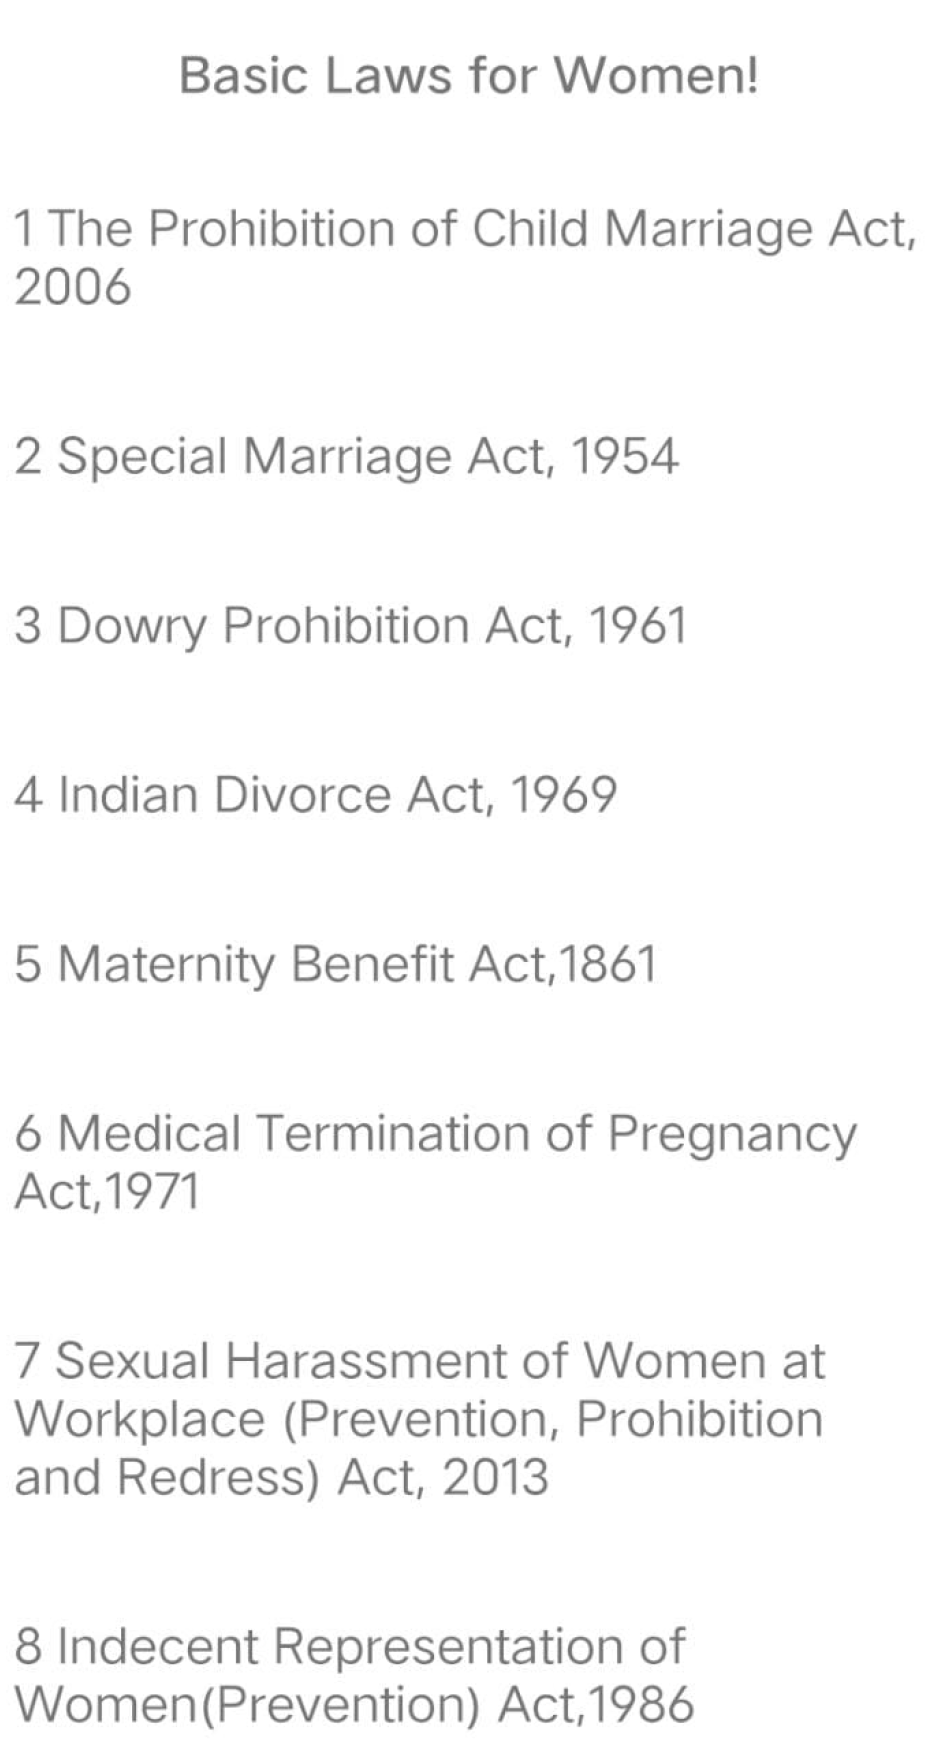 Basic Laws for Women!
1 The Prohibition of Child Marriage Act,
2006
2 Special Marriage Act, 1954
3 Dowry Prohibition Act, 1961
4 Indian Divorce Act, 1969
5 Maternity Benefit Act,1861
6 Medical Termination of Pregnancy
Act,1971
7 Sexual Harassment of Women at
Workplace (Prevention, Prohibition
and Redress) Act, 2013
8 Indecent Representation of
Women(Prevention) Act,1986